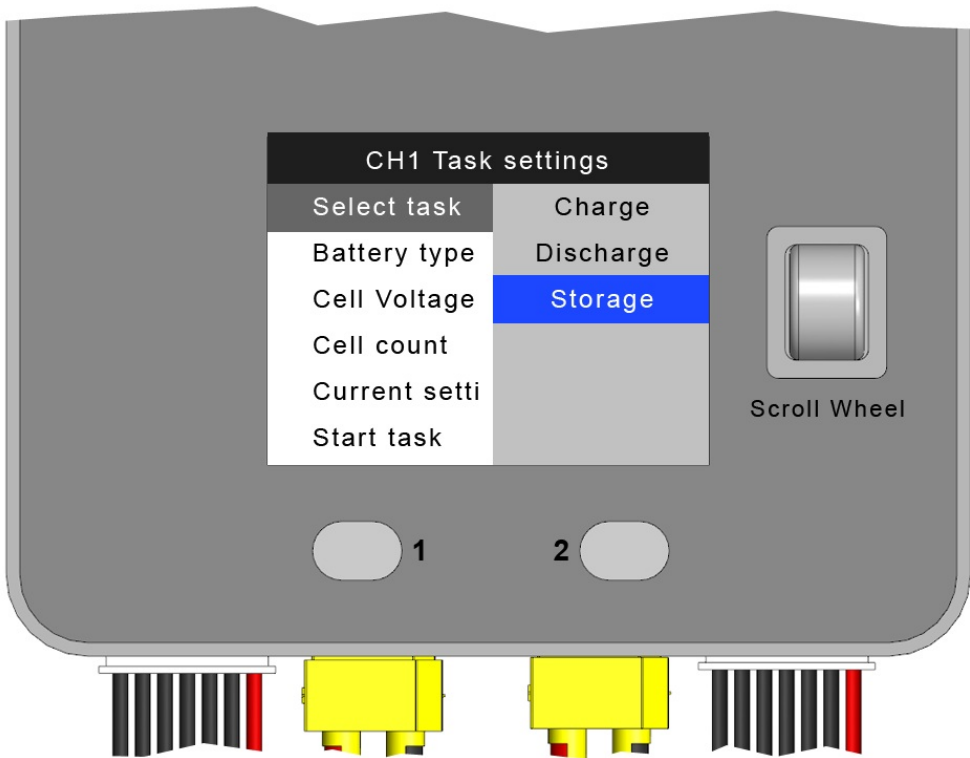 CH1 Task settings
Select task
Charge
Battery type
Discharge
Cell Voltage
Storage
Cell count
Current setti
Start task
Scroll Wheel
1
2